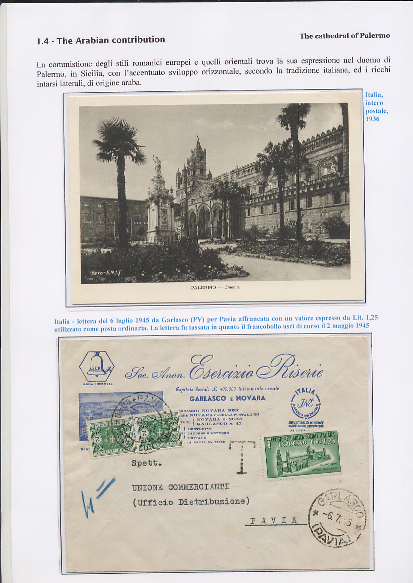 1.4 - The Arabian contribution
The cathedral of Palermo
La commistione degli stili romanici europei e quelli orientali trova la sua espressione nel duomo di
Palermo, in Sicilia, con l'accentuato sviluppo orizzontale, secondo la tradizione italiana, ed i ricchi
intarsi laterali, di origine araba.
Italia,
intero
postale,
1936
PALERMO - Duomo
Italia - lettera del 6 luglio 1945 da Garlasco (PV) per Pavia affrancata con un valore espresso da Lit. 1,25
utilizzato come posta ordinaria. La lettera fu tassata in quanto il francobollo uscì di corso il 2 maggio 1945
Soc. Anon. Esercizio Riserie
GARLASCO E NOVARA
ITALIA
Spett.
UNIONE COMMERCIANTI
(Ufficio Distribuzione)
PAVIA
GARLASCO
(PAVIA)